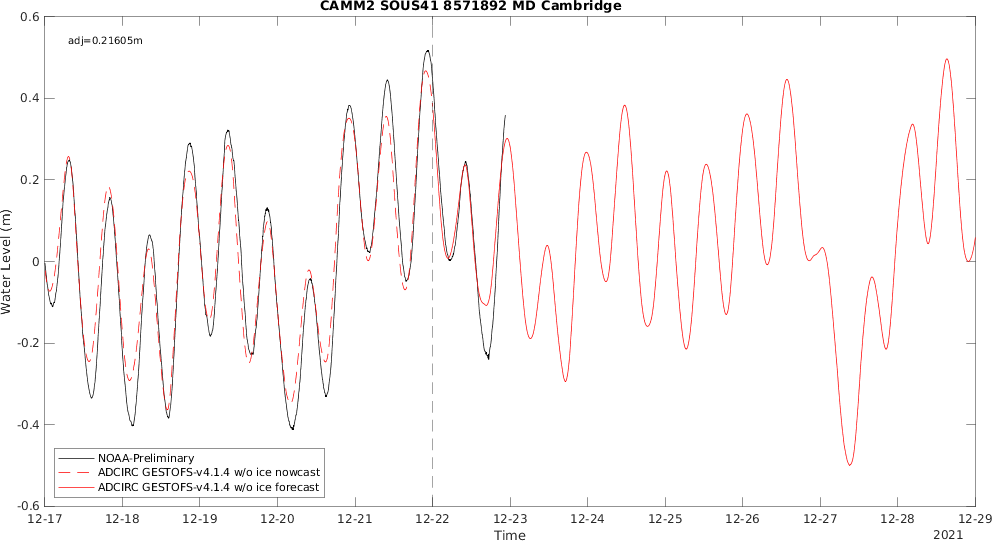 CAMM2 SOUS41 8571892 MD Cambridge
adj=0.21605m
Water Level (m)
0.6
0.4
0.2
0
-0.2
-0.4
-0.6
NOAA-Preliminary
ADCIRC GESTOFS-v4.1.4 w/o ice nowcast
ADCIRC GESTOFS-v4.1.4 w/o ice forecast
12-17 12-18 12-19 12-20 12-21 12-22 12-23 12-24 12-25 12-26 12-27 12-28 12-29
Time
2021